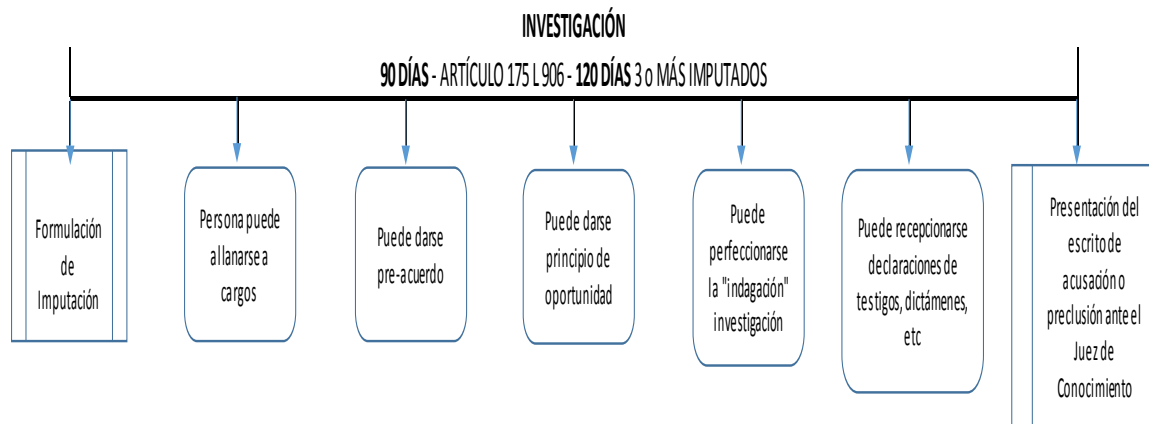 INVESTIGACIÓN
90 DÍAS - ARTÍCULO 175 L 906 - 120 DÍAS 3 o MÁS IMPUTADOS
Formulación
de
Imputación
Persona puede
allanarse a
cargos
Puede darse
pre-acuerdo
Puede darse
principio de
oportunidad
Puede
perfeccionarse
la "indagación"
investigación
Puede recepcionarse
declaraciones de
testigos, dictámenes,
etc
Presentación del
escrito de
acusación o
preclusión ante el
Juez de
Conocimiento